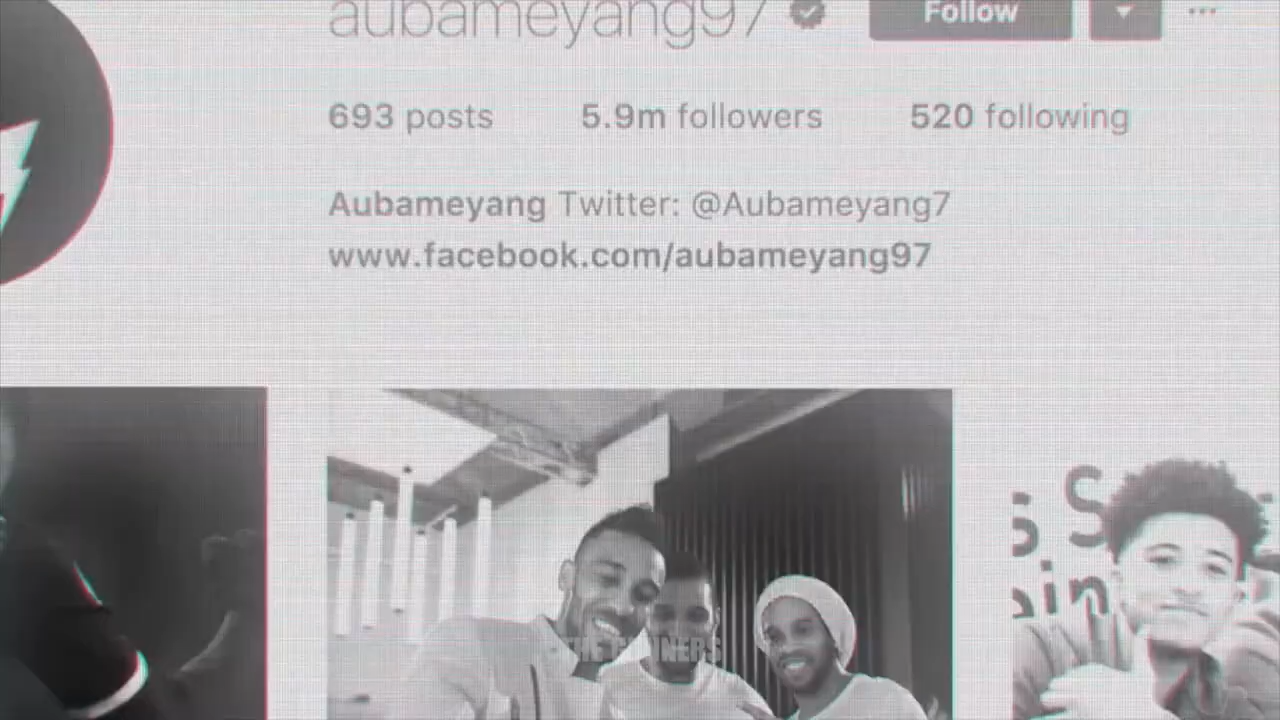 aubameyang97 Follow
693 posts 5.9m followers 520 following
Aubameyang Twitter: @Aubameyang7
www.facebook.com/aubameyang97